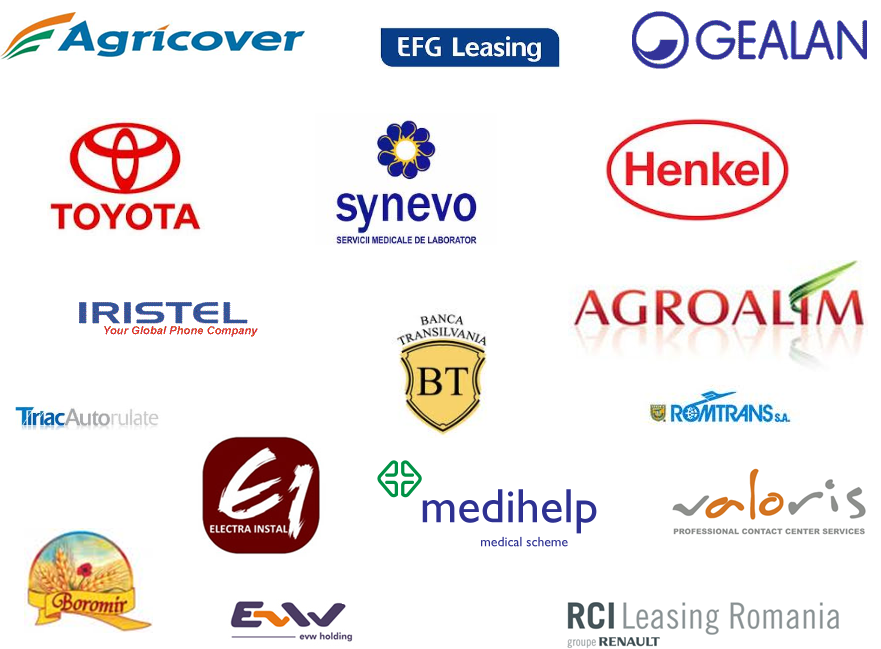 Agricover
EFG Leasing
GEALAN
TOYOTA
synevo
SERVICII MEDICALE DE LABORATOR
Henkel
IRISTEL
Your Global Phone Company
BANCA
TRANSILVANIA
BT
AGROALIM
TiriacAutorulate
ROMTRANS S.A.
E1
ELECTRA INSTAL
medihelp
medical scheme
valoris
PROFESSIONAL CONTACT CENTER SERVICES
Boromir
EVW
evw holding
RCI Leasing Romania
groupe RENAULT